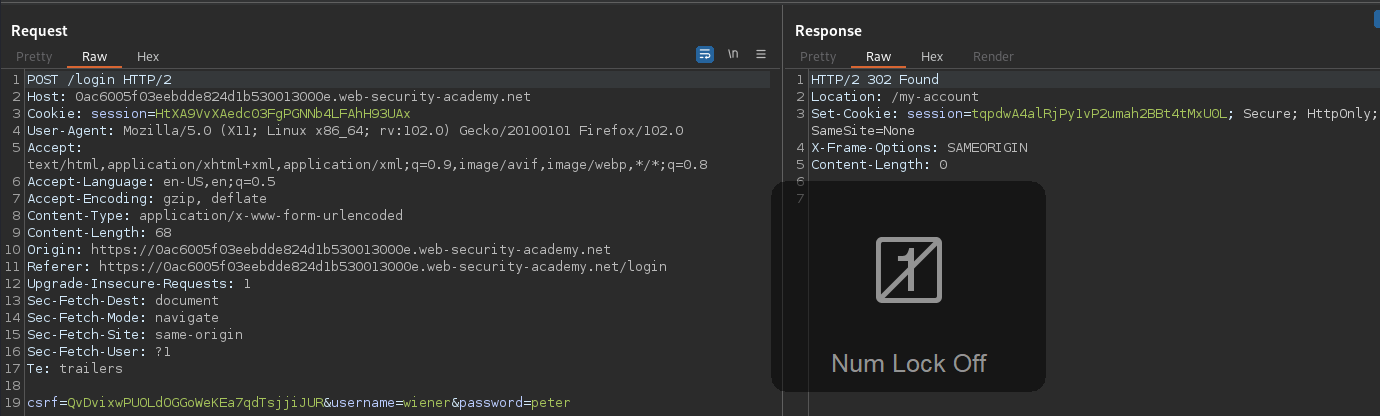 Request
Pretty Raw Hex \n
1 POST /login HTTP/2
2 Host: 0ac6005f03eebdde824d1b530013000e.web-security-academy.net
3 Cookie: session=HtXA9VvXAedc03FgPGNNb4LFAhH93UAx
4 User-Agent: Mozilla/5.0 (X11; Linux x86_64; rv:102.0) Gecko/20100101 Firefox/102.0
5 Accept:
text/html,application/xhtml+xml,application/xml;q=0.9,image/avif,image/webp,*/*;q=0.8
6 Accept-Language: en-US,en;q=0.5
7 Accept-Encoding: gzip, deflate
8 Content-Type: application/x-www-form-urlencoded
9 Content-Length: 68
10 Origin: https://0ac6005f03eebdde824d1b530013000e.web-security-academy.net
11 Referer: https://0ac6005f03eebdde824d1b530013000e.web-security-academy.net/login
12 Upgrade-Insecure-Requests: 1
13 Sec-Fetch-Dest: document
14 Sec-Fetch-Mode: navigate
15 Sec-Fetch-Site: same-origin
16 Sec-Fetch-User: ?1
17 Te: trailers
18
19 csrf=QvDvixwPUOLdOGGoWeKEa7qdTsjjiJUR&username=wiener&password=peter
Response
Pretty Raw Hex Render
1 HTTP/2 302 Found
2 Location: /my-account
3 Set-Cookie: session=tqpdwA4alRjPy1vP2umah2BBt4tMxU0L; Secure; HttpOnly;
SameSite=None
4 X-Frame-Options: SAMEORIGIN
5 Content-Length: 0
6
7
1
Num Lock Off